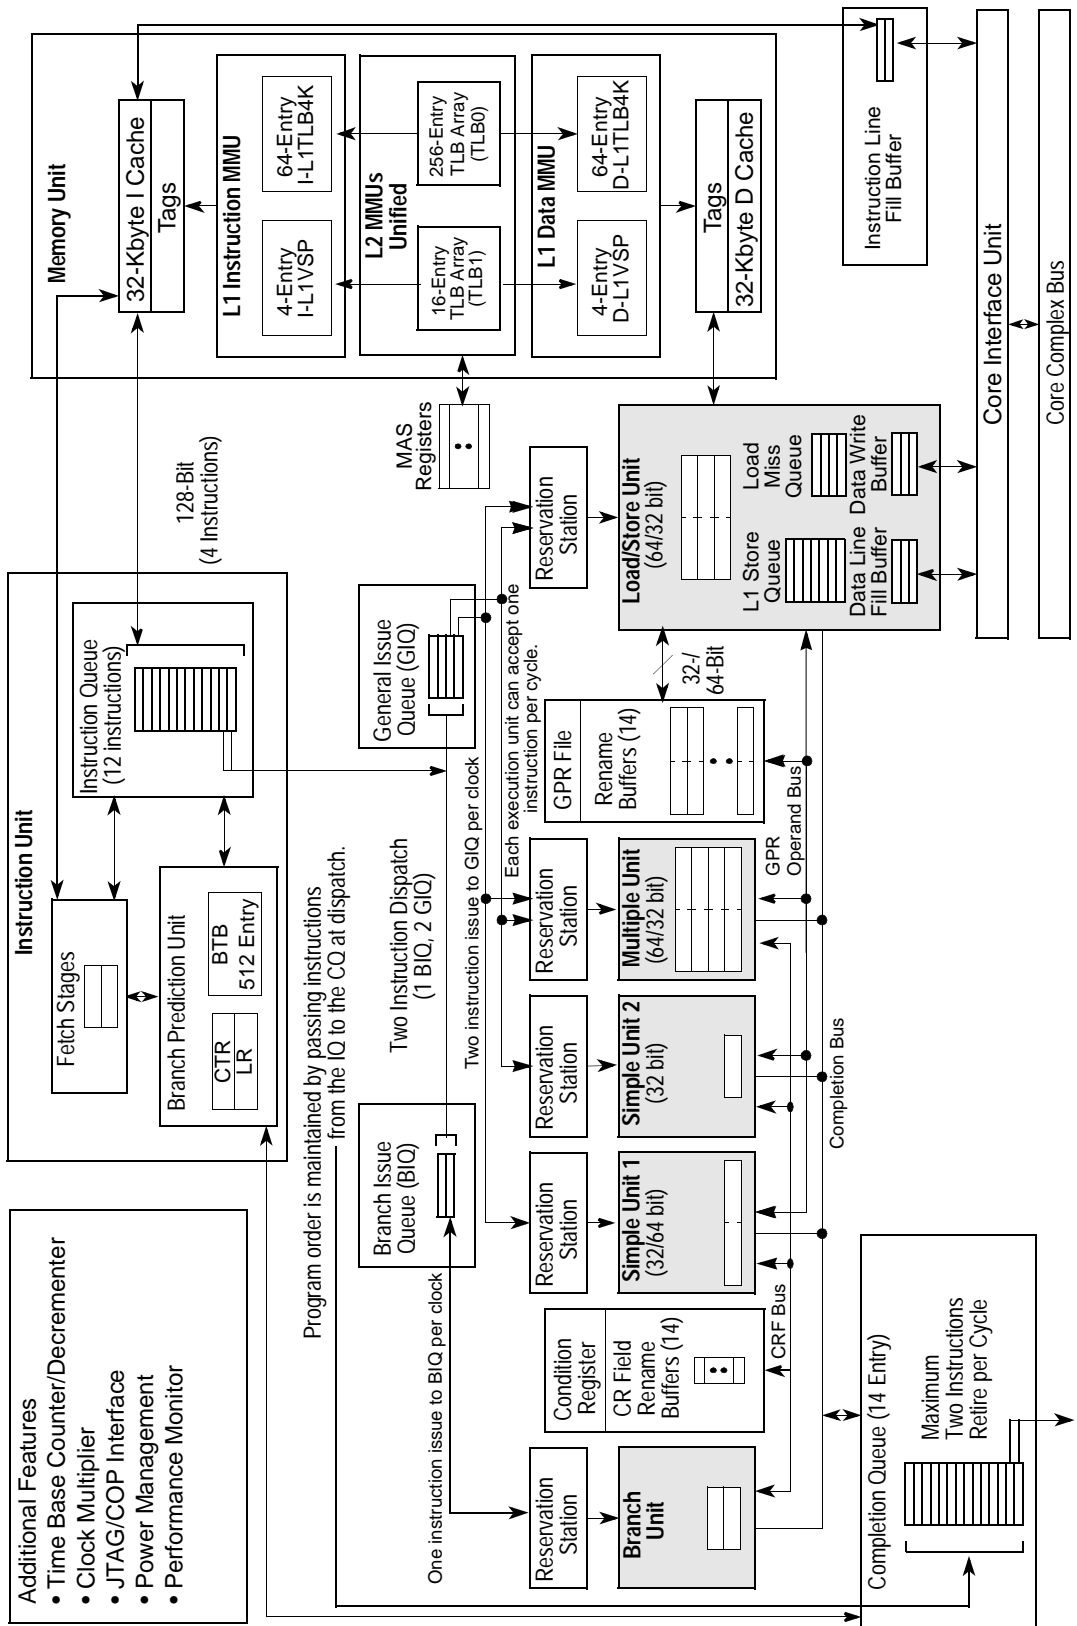 Additional Features
• Time Base Counter/Decrementer
• Clock Multiplier
• JTAG/COP Interface
• Power Management
• Performance Monitor
Instruction Unit
Fetch Stages
Branch Prediction Unit
CTR
LR
BTB
512 Entry
Instruction Queue
(12 instructions)
128-Bit
(4 Instructions)
Memory Unit
32-Kbyte I Cache
Tags
L1 Instruction MMU
4-Entry
I-L1VSP
64-Entry
I-L1TLB4K
L2 MMUs
Unified
16-Entry
TLB Array
(TLB1)
256-Entry
TLB Array
(TLB0)
L1 Data MMU
4-Entry
D-L1VSP
64-Entry
D-L1TLB4K
Tags
32-Kbyte D Cache
MAS
Registers
Program order is maintained by passing instructions
from the IQ to the CQ at dispatch.
Two Instruction Dispatch
(1 BIQ, 2 GIQ)
Branch Issue
Queue (BIQ)
General Issue
Queue (GIQ)
One instruction issue to BIQ per clock
Two instruction issue to GIQ per clock
Each execution unit can accept one
instruction per cycle.
Reservation
Station
Reservation
Station
Reservation
Station
Reservation
Station
Reservation
Station
Branch
Unit
Condition
Register
CR Field
Rename
Buffers (14)
CRF Bus
Simple Unit 1
(32/64 bit)
Simple Unit 2
(32 bit)
Multiple Unit
(64/32 bit)
GPR File
Rename
Buffers (14)
GPR
Operand Bus
32-/
64-Bit
Load/Store Unit
(64/32 bit)
L1 Store
Queue
Load
Miss
Queue
Data Line
Fill Buffer
Data Write
Buffer
Instruction Line
Fill Buffer
Completion Bus
Completion Queue (14 Entry)
Maximum
Two Instructions
Retire per Cycle
Core Interface Unit
Core Complex Bus